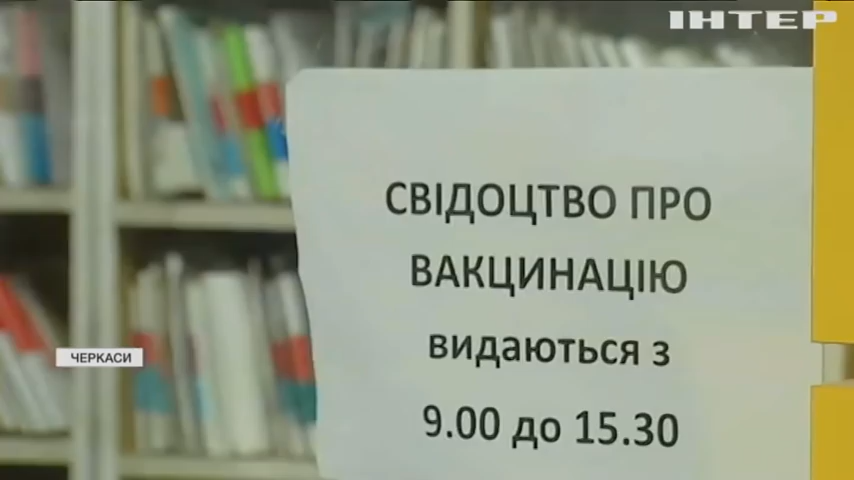 ІНТЕР
СВІДОЦТВО ПРО
ВАКЦИНАЦІЮ
видаються з
9.00 до 15.30
ЧЕРКАСИ